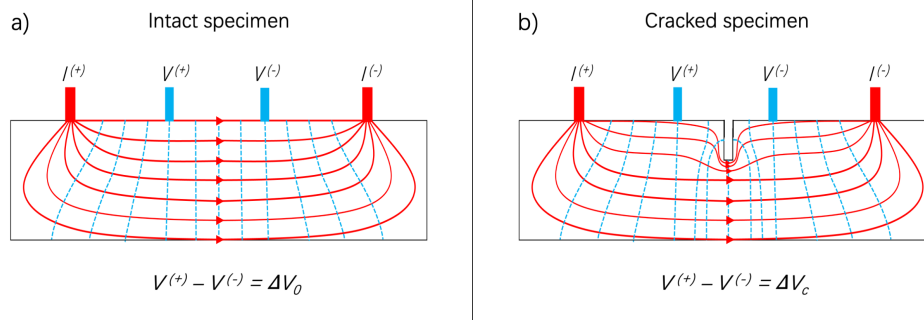 a) Intact specimen
I(+) V(+) V(-) I(-)
V(+) – V(-) = ΔV0
b) Cracked specimen
I(+) V(+) V(-) I(-)
V(+) – V(-) = ΔVc